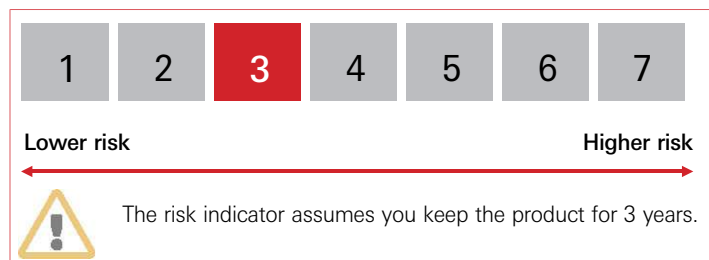 1 2 3 4 5 6 7
Lower risk Higher risk
The risk indicator assumes you keep the product for 3 years.